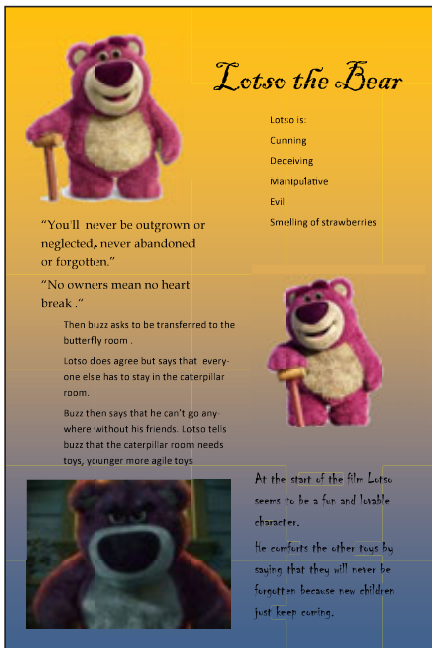 Lotso the Bear
Lotso is:
Cunning
Deceiving
Manipulative
Evil
Smelling of strawberries
“You'll never be outgrown or
neglected, never abandoned
or forgotten.”
“No owners mean no heart
break .”
Then buzz asks to be transferred to the
butterfly room .
Lotso does agree but says that every-
one else has to stay in the caterpillar
room.
Buzz then says that he can’t go any-
where without his friends. Lotso tells
buzz that the caterpillar room needs
toys, younger more agile toys
At the start of the film Lotso
seems to be a fun and lovable
character.
He comforts the other toys by
saying that they will never be
forgotten because new children
just keep coming.